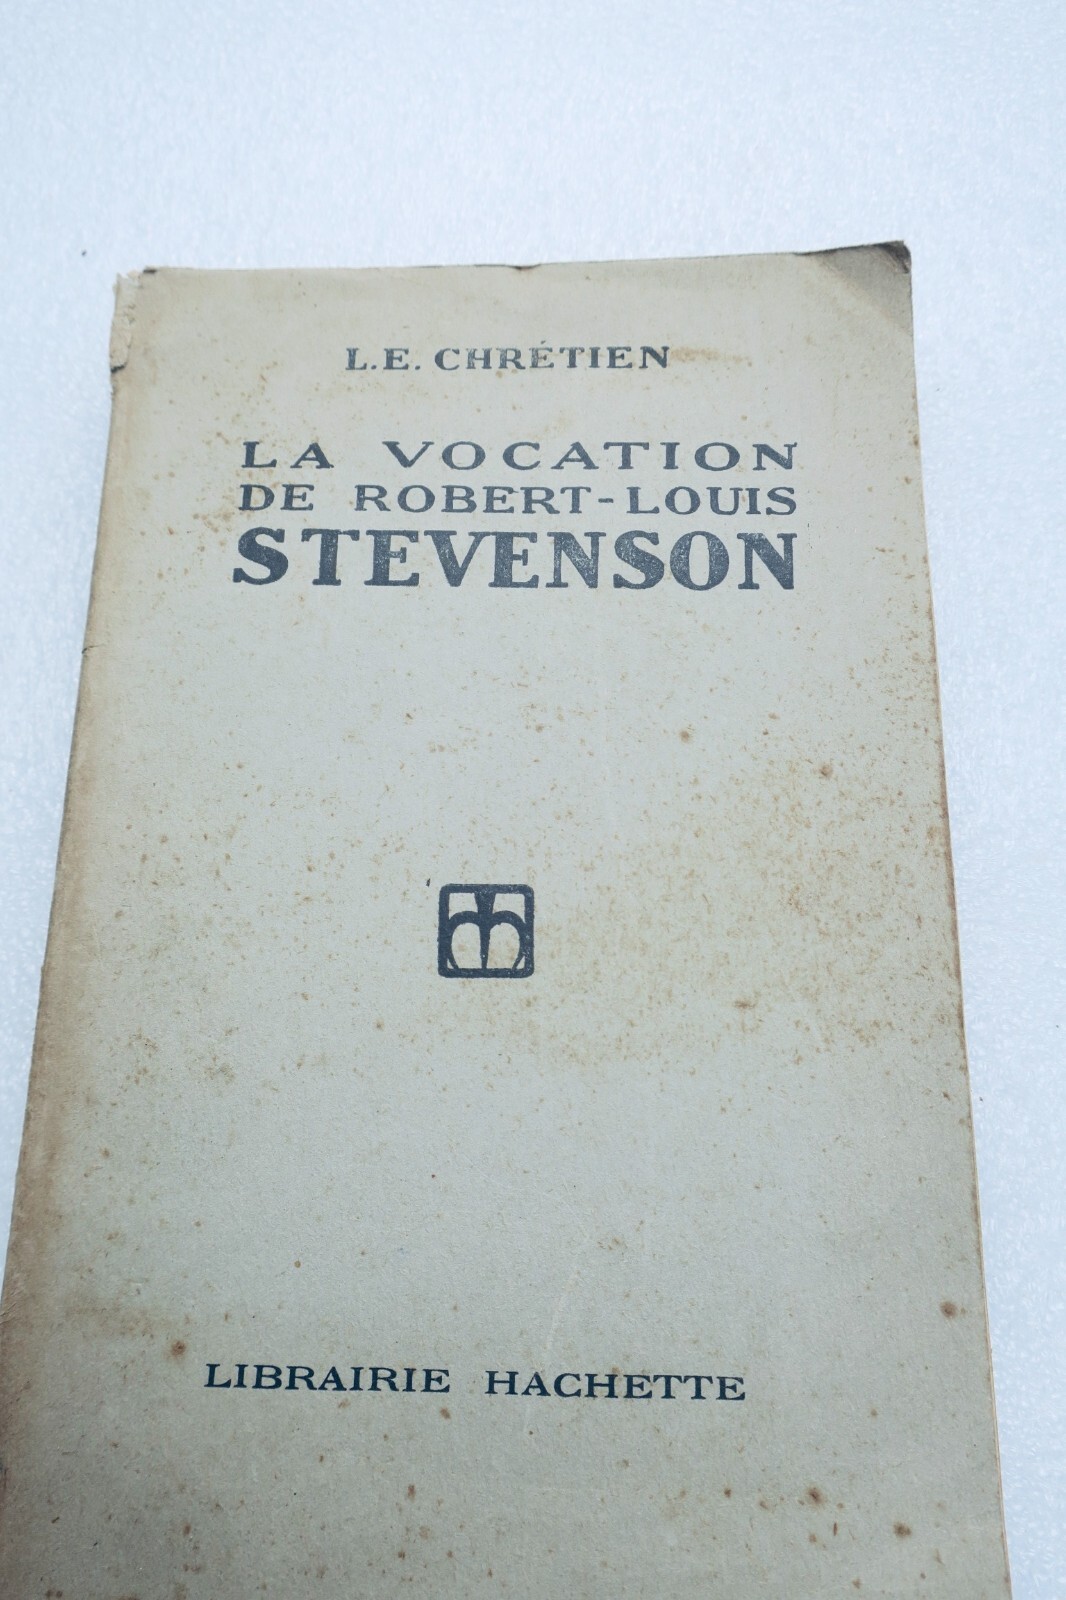 L.E. CHRÉTIEN
LA VOCATION
DE ROBERT-LOUIS
STEVENSON
LIBRAIRIE HACHETTE